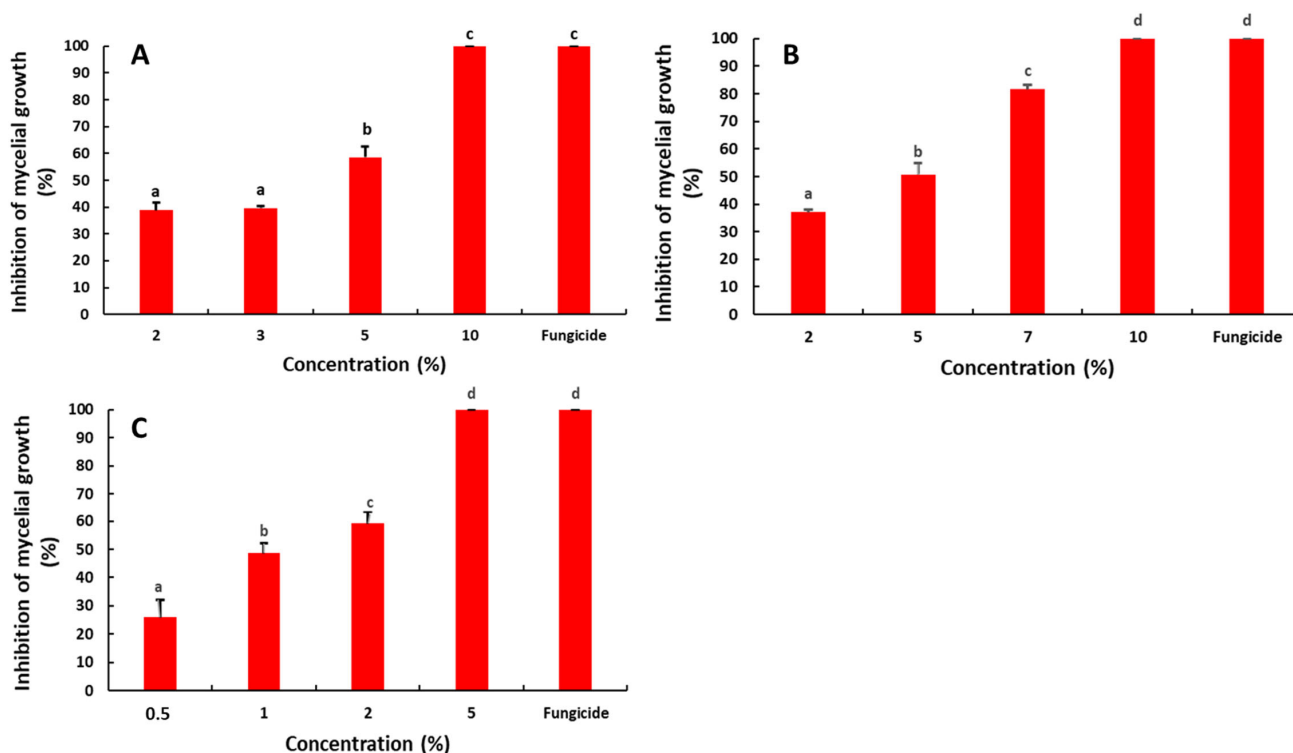 A
Inhibition of mycelial growth
(%)
100
90
80
70
60
50
40
30
20
10
0
a
a
b
c
c
2 3 5 10 Fungicide
Concentration (%)
B
Inhibition of mycelial growth
(%)
100
90
80
70
60
50
40
30
20
10
0
a
b
c
d
d
2 5 7 10 Fungicide
Concentration (%)
C
Inhibition of mycelial growth
(%)
100
90
80
70
60
50
40
30
20
10
0
a
b
c
d
d
0.5 1 2 5 Fungicide
Concentration (%)